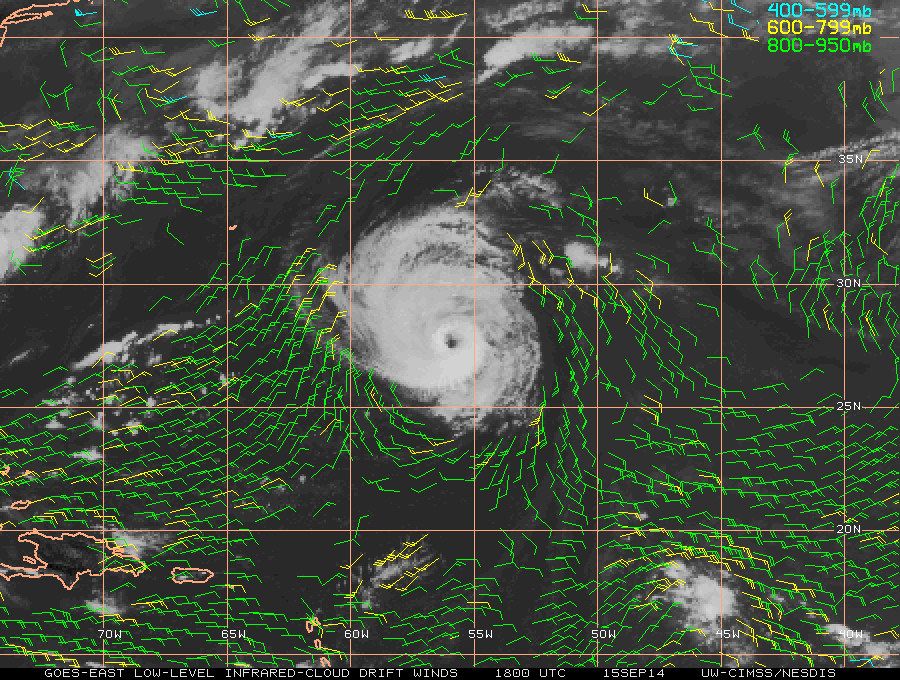 400-599mb
600-799mb
800-950mb
35N
30N
25N
20N
70W 65W 60W 55W 50W 45W 40W
GOES-EAST LOW-LEVEL INFRARED-CLOUD DRIFT WINDS 1800 UTC 15SEP14 UW-CIMSS/NESDIS